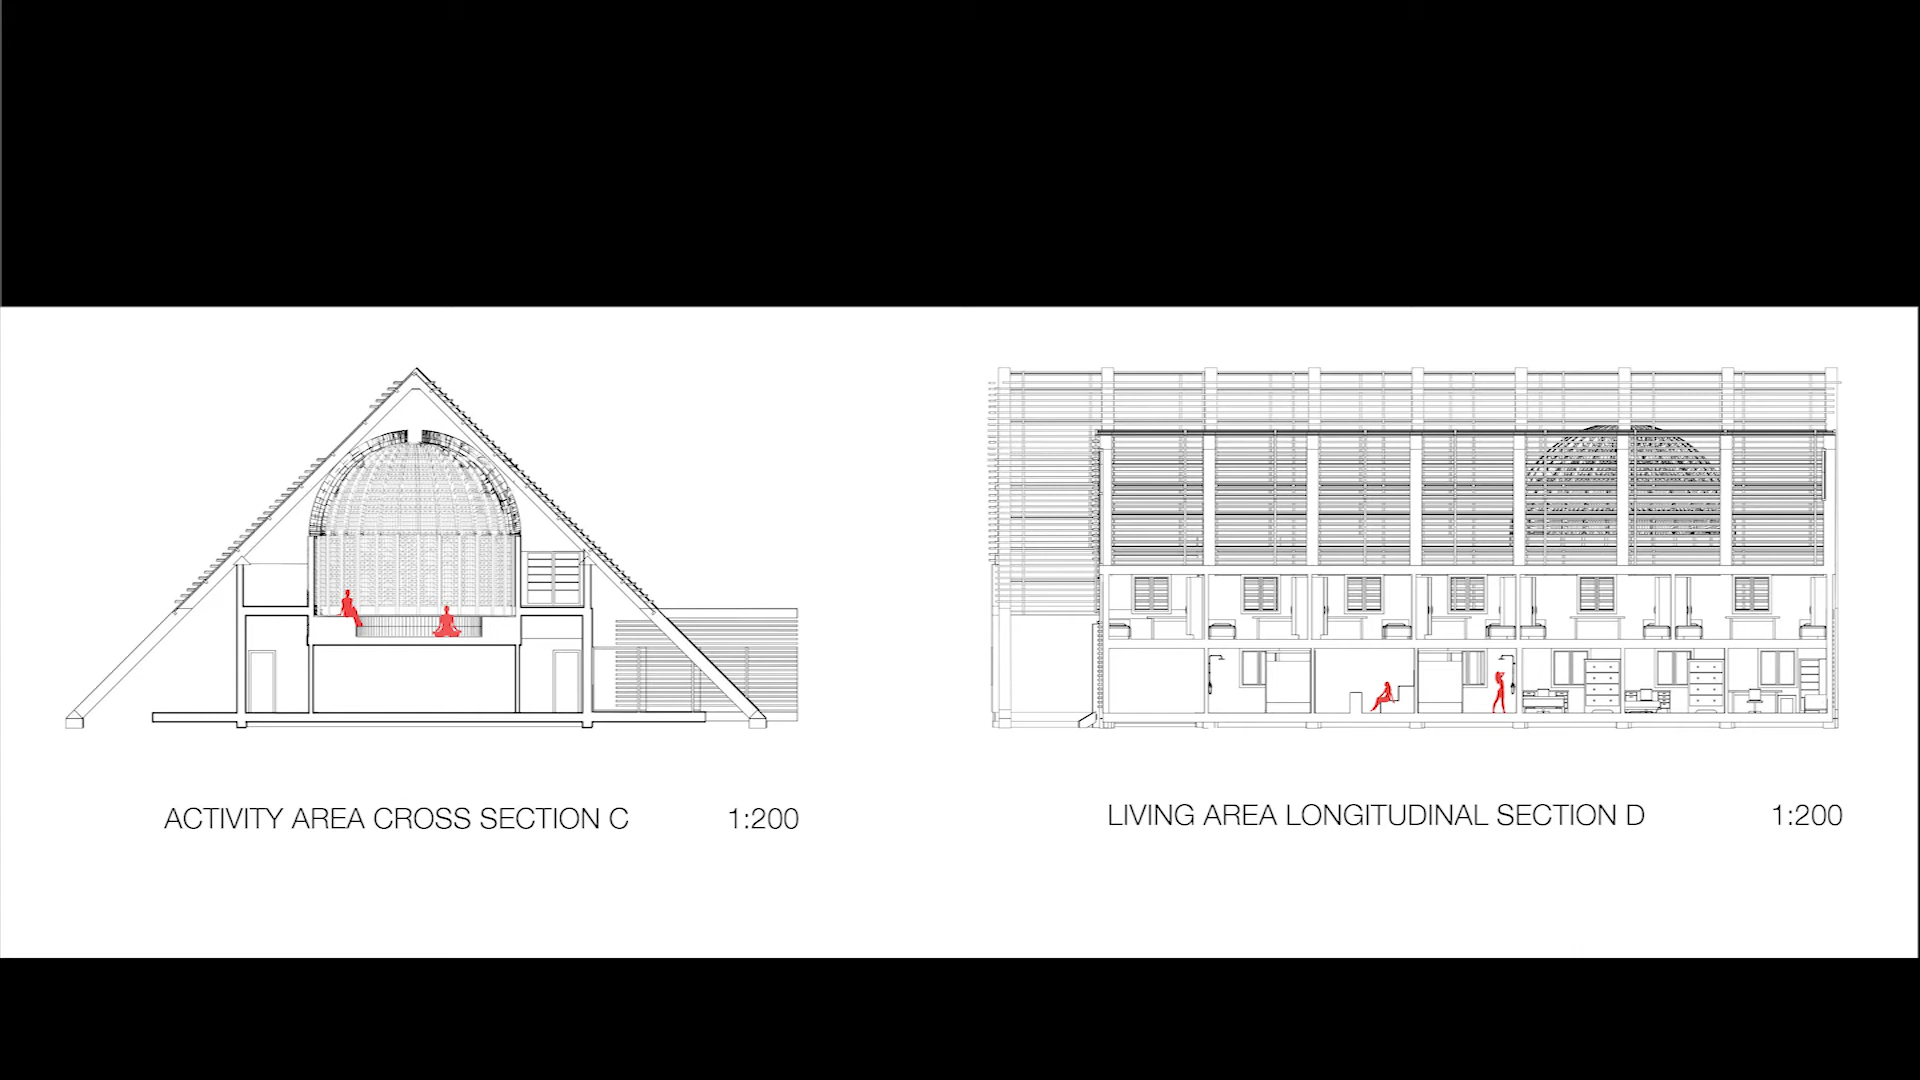 ACTIVITY AREA CROSS SECTION C 1:200
LIVING AREA LONGITUDINAL SECTION D 1:200